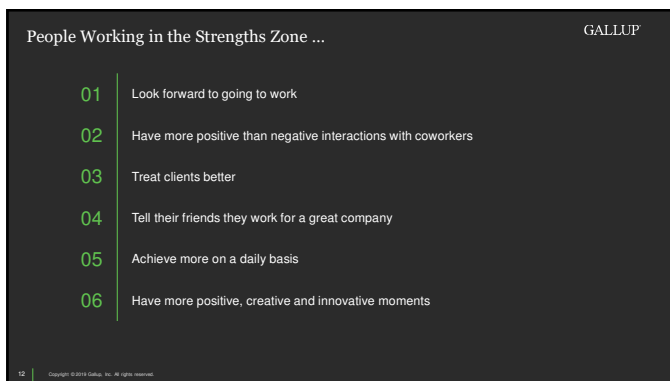 People Working in the Strengths Zone ...
GALLUP®
01 Look forward to going to work
02 Have more positive than negative interactions with coworkers
03 Treat clients better
04 Tell their friends they work for a great company
05 Achieve more on a daily basis
06 Have more positive, creative and innovative moments
12 Copyright © 2019 Gallup, Inc. All rights reserved.